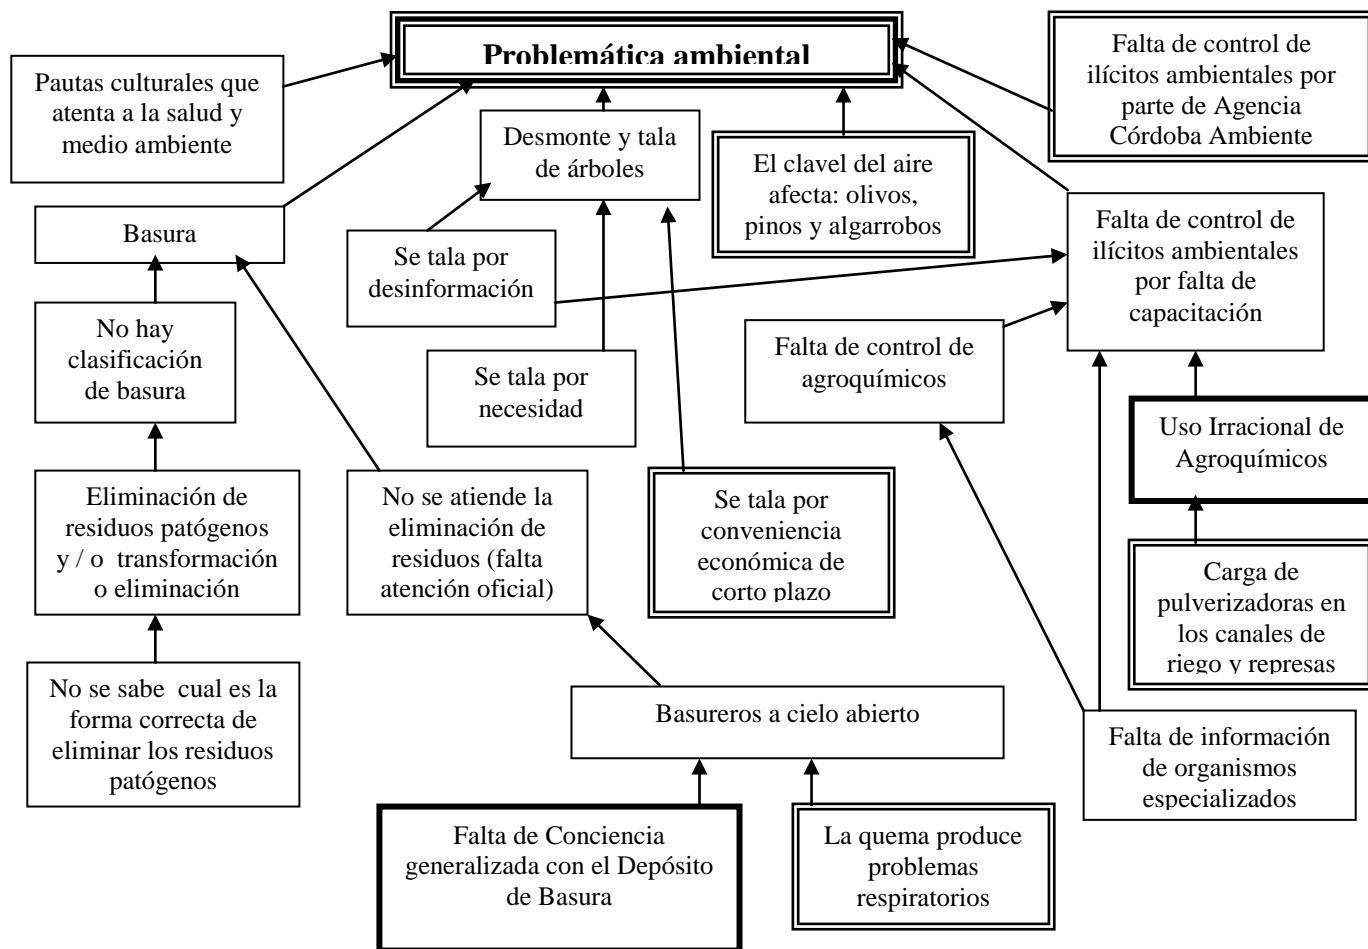 Problemática ambiental
Pautas culturales que
atenta a la salud y
medio ambiente
Desmonte y tala
de árboles
El clavel del aire
afecta: olivos,
pinos y algarrobos
Falta de control de
ilícitos ambientales por
parte de Agencia
Córdoba Ambiente
Basura
Se tala por
desinformación
Falta de control de
ilícitos ambientales
por falta de
capacitación
No hay
clasificación
de basura
Se tala por
necesidad
Falta de control de
agroquímicos
Uso Irracional de
Agroquímicos
Eliminación de
residuos patógenos
y / o transformación
o eliminación
No se atiende la
eliminación de
residuos (falta
atención oficial)
Se tala por
conveniencia
económica de
corto plazo
Carga de
pulverizadoras en
los canales de
riego y represas
No se sabe cual es la
forma correcta de
eliminar los residuos
patógenos
Basureros a cielo abierto
Falta de información
de organismos
especializados
Falta de Conciencia
generalizada con el Depósito
de Basura
La quema produce
problemas
respiratorios